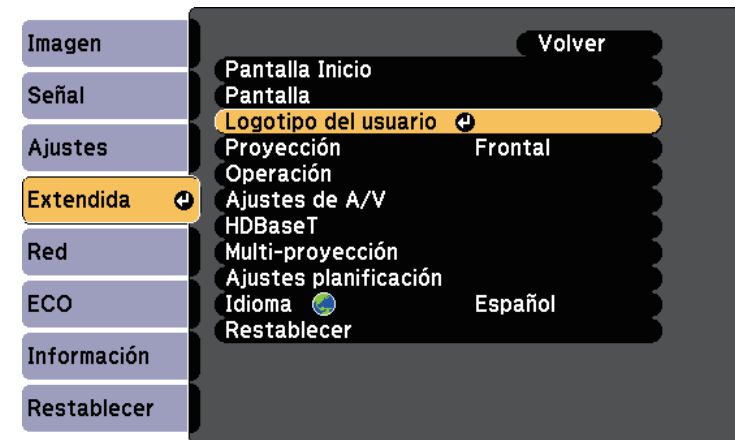 Imagen
Señal
Ajustes
Extendida
Red
ECO
Información
Restablecer
Volver
Pantalla Inicio
Pantalla
Logotipo del usuario
Proyección Frontal
Operación
Ajustes de A/V
HDBaseT
Multi-proyección
Ajustes planificación
Idioma Español
Restablecer